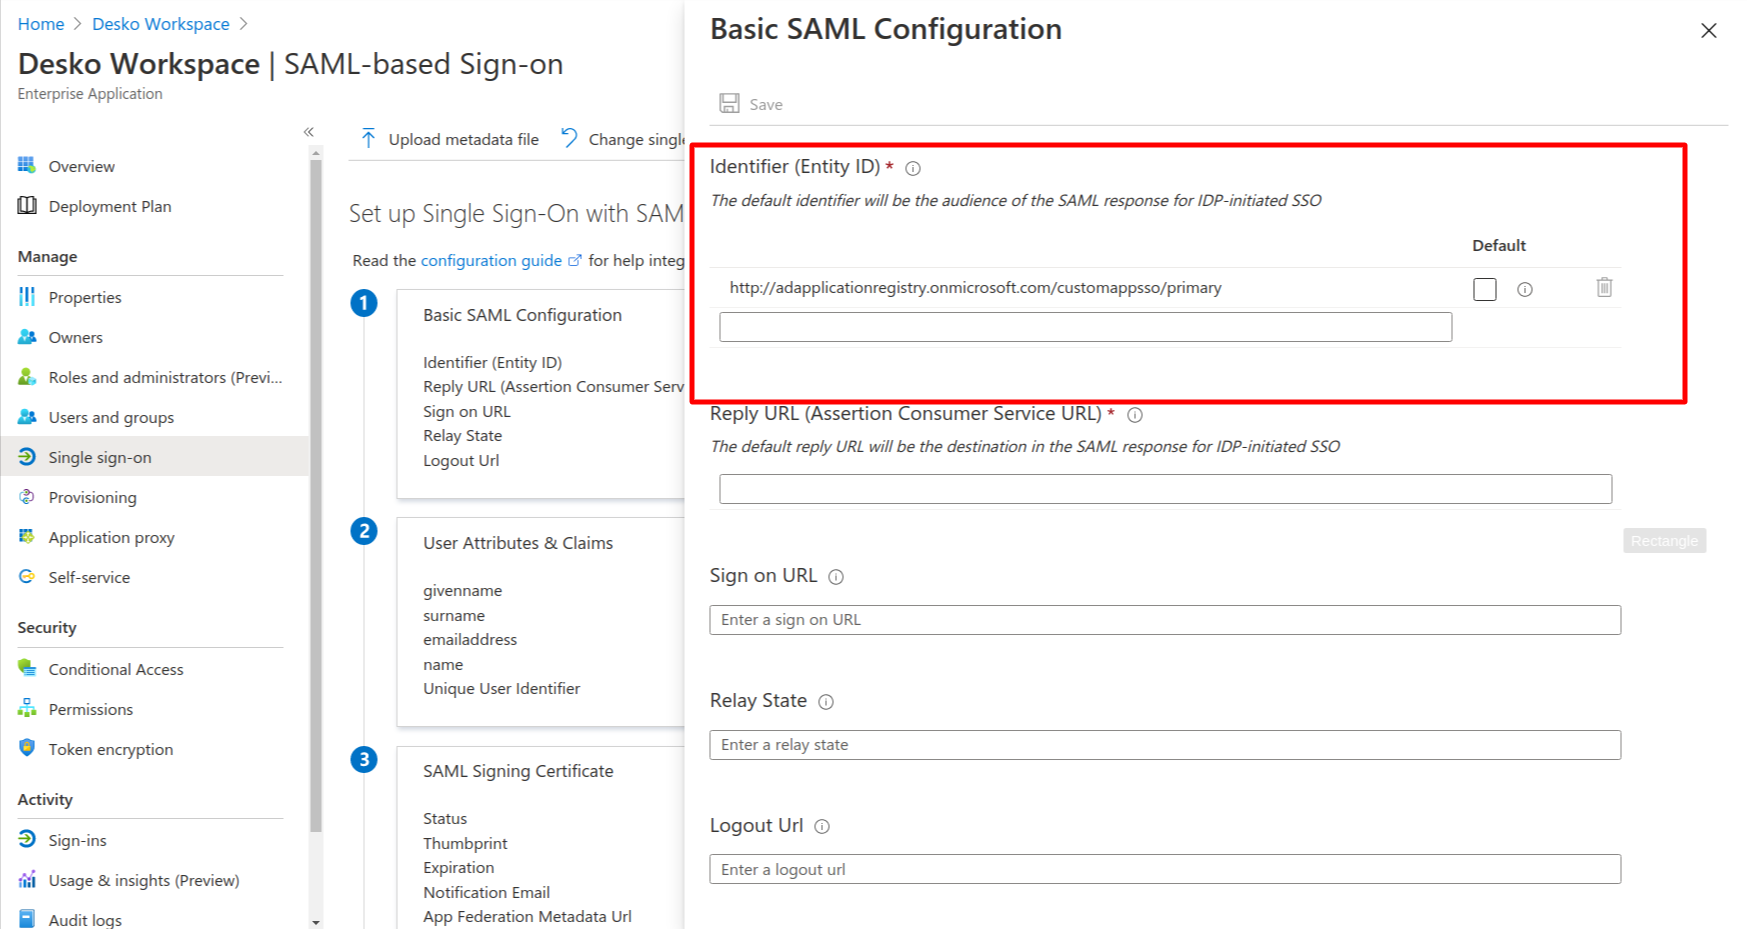 Home > Desko Workspace >
Desko Workspace | SAML-based Sign-on
Enterprise Application
«
Overview
Deployment Plan
Manage
Properties
Owners
Roles and administrators (Previ...
Users and groups
Single sign-on
Provisioning
Application proxy
Self-service
Security
Conditional Access
Permissions
Token encryption
Activity
Sign-ins
Usage & insights (Preview)
Audit logs
Upload metadata file
Change single
Set up Single Sign-On with SAM
Read the configuration guide for help integ
1
Basic SAML Configuration
Identifier (Entity ID)
Reply URL (Assertion Consumer Serv
Sign on URL
Relay State
Logout Url
2
User Attributes & Claims
givenname
surname
emailaddress
name
Unique User Identifier
3
SAML Signing Certificate
Status
Thumbprint
Expiration
Notification Email
App Federation Metadata Url
Basic SAML Configuration
Save
Identifier (Entity ID) *
The default identifier will be the audience of the SAML response for IDP-initiated SSO
Default
http://adapplicationregistry.onmicrosoft.com/customappsso/primary
Reply URL (Assertion Consumer Service URL) *
The default reply URL will be the destination in the SAML response for IDP-initiated SSO
Rectangle
Sign on URL
Enter a sign on URL
Relay State
Enter a relay state
Logout Url
Enter a logout url